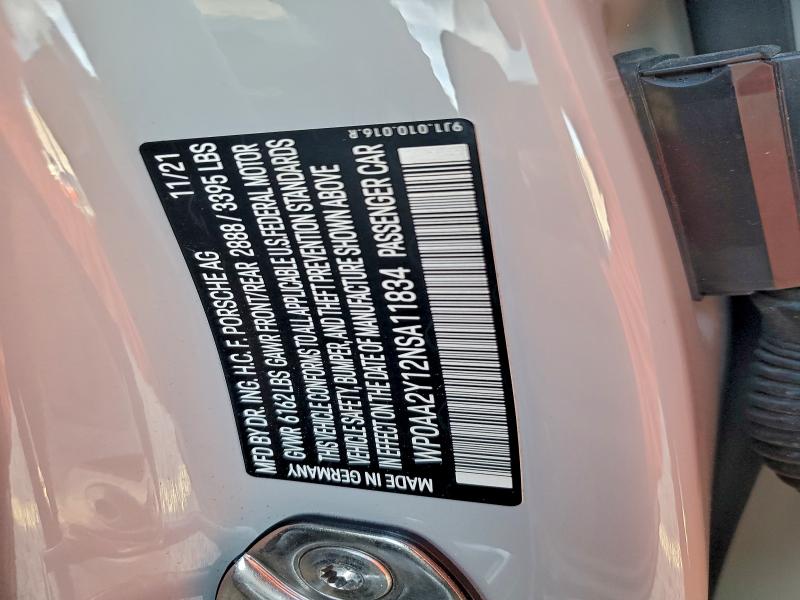 MFD BY DR. ING. H.C. F. PORSCHE AG 11/21
GVWR 6162 LBS GAWR FRONT/REAR 2888 / 3395 LBS
THIS VEHICLE CONFORMS TO ALL APPLICABLE U.S. FEDERAL MOTOR
VEHICLE SAFETY, BUMPER, AND THEFT PREVENTION STANDARDS
IN EFFECT ON THE DATE OF MANUFACTURE SHOWN ABOVE
WP0AA2Y12NSA11834 PASSENGER CAR
MADE IN GERMANY
9J1.010.016.R